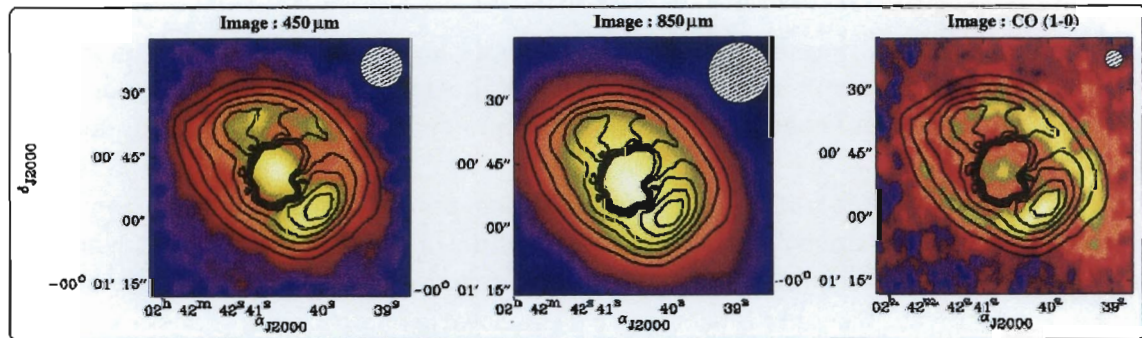 Image : 450 μm
Image : 850 μm
Image : CO (1-0)
δJ2000
30"
00' 45"
00"
-00° 01' 15"
02h 42m 42s 41s 40s 39s
αJ2000
30"
00' 45"
00"
-00° 01' 15"
02h 42m 42s 41s 40s 39s
αJ2000
30"
00' 45"
00"
-00° 01' 15"
02h 42m 42s 41s 40s 39s
αJ2000